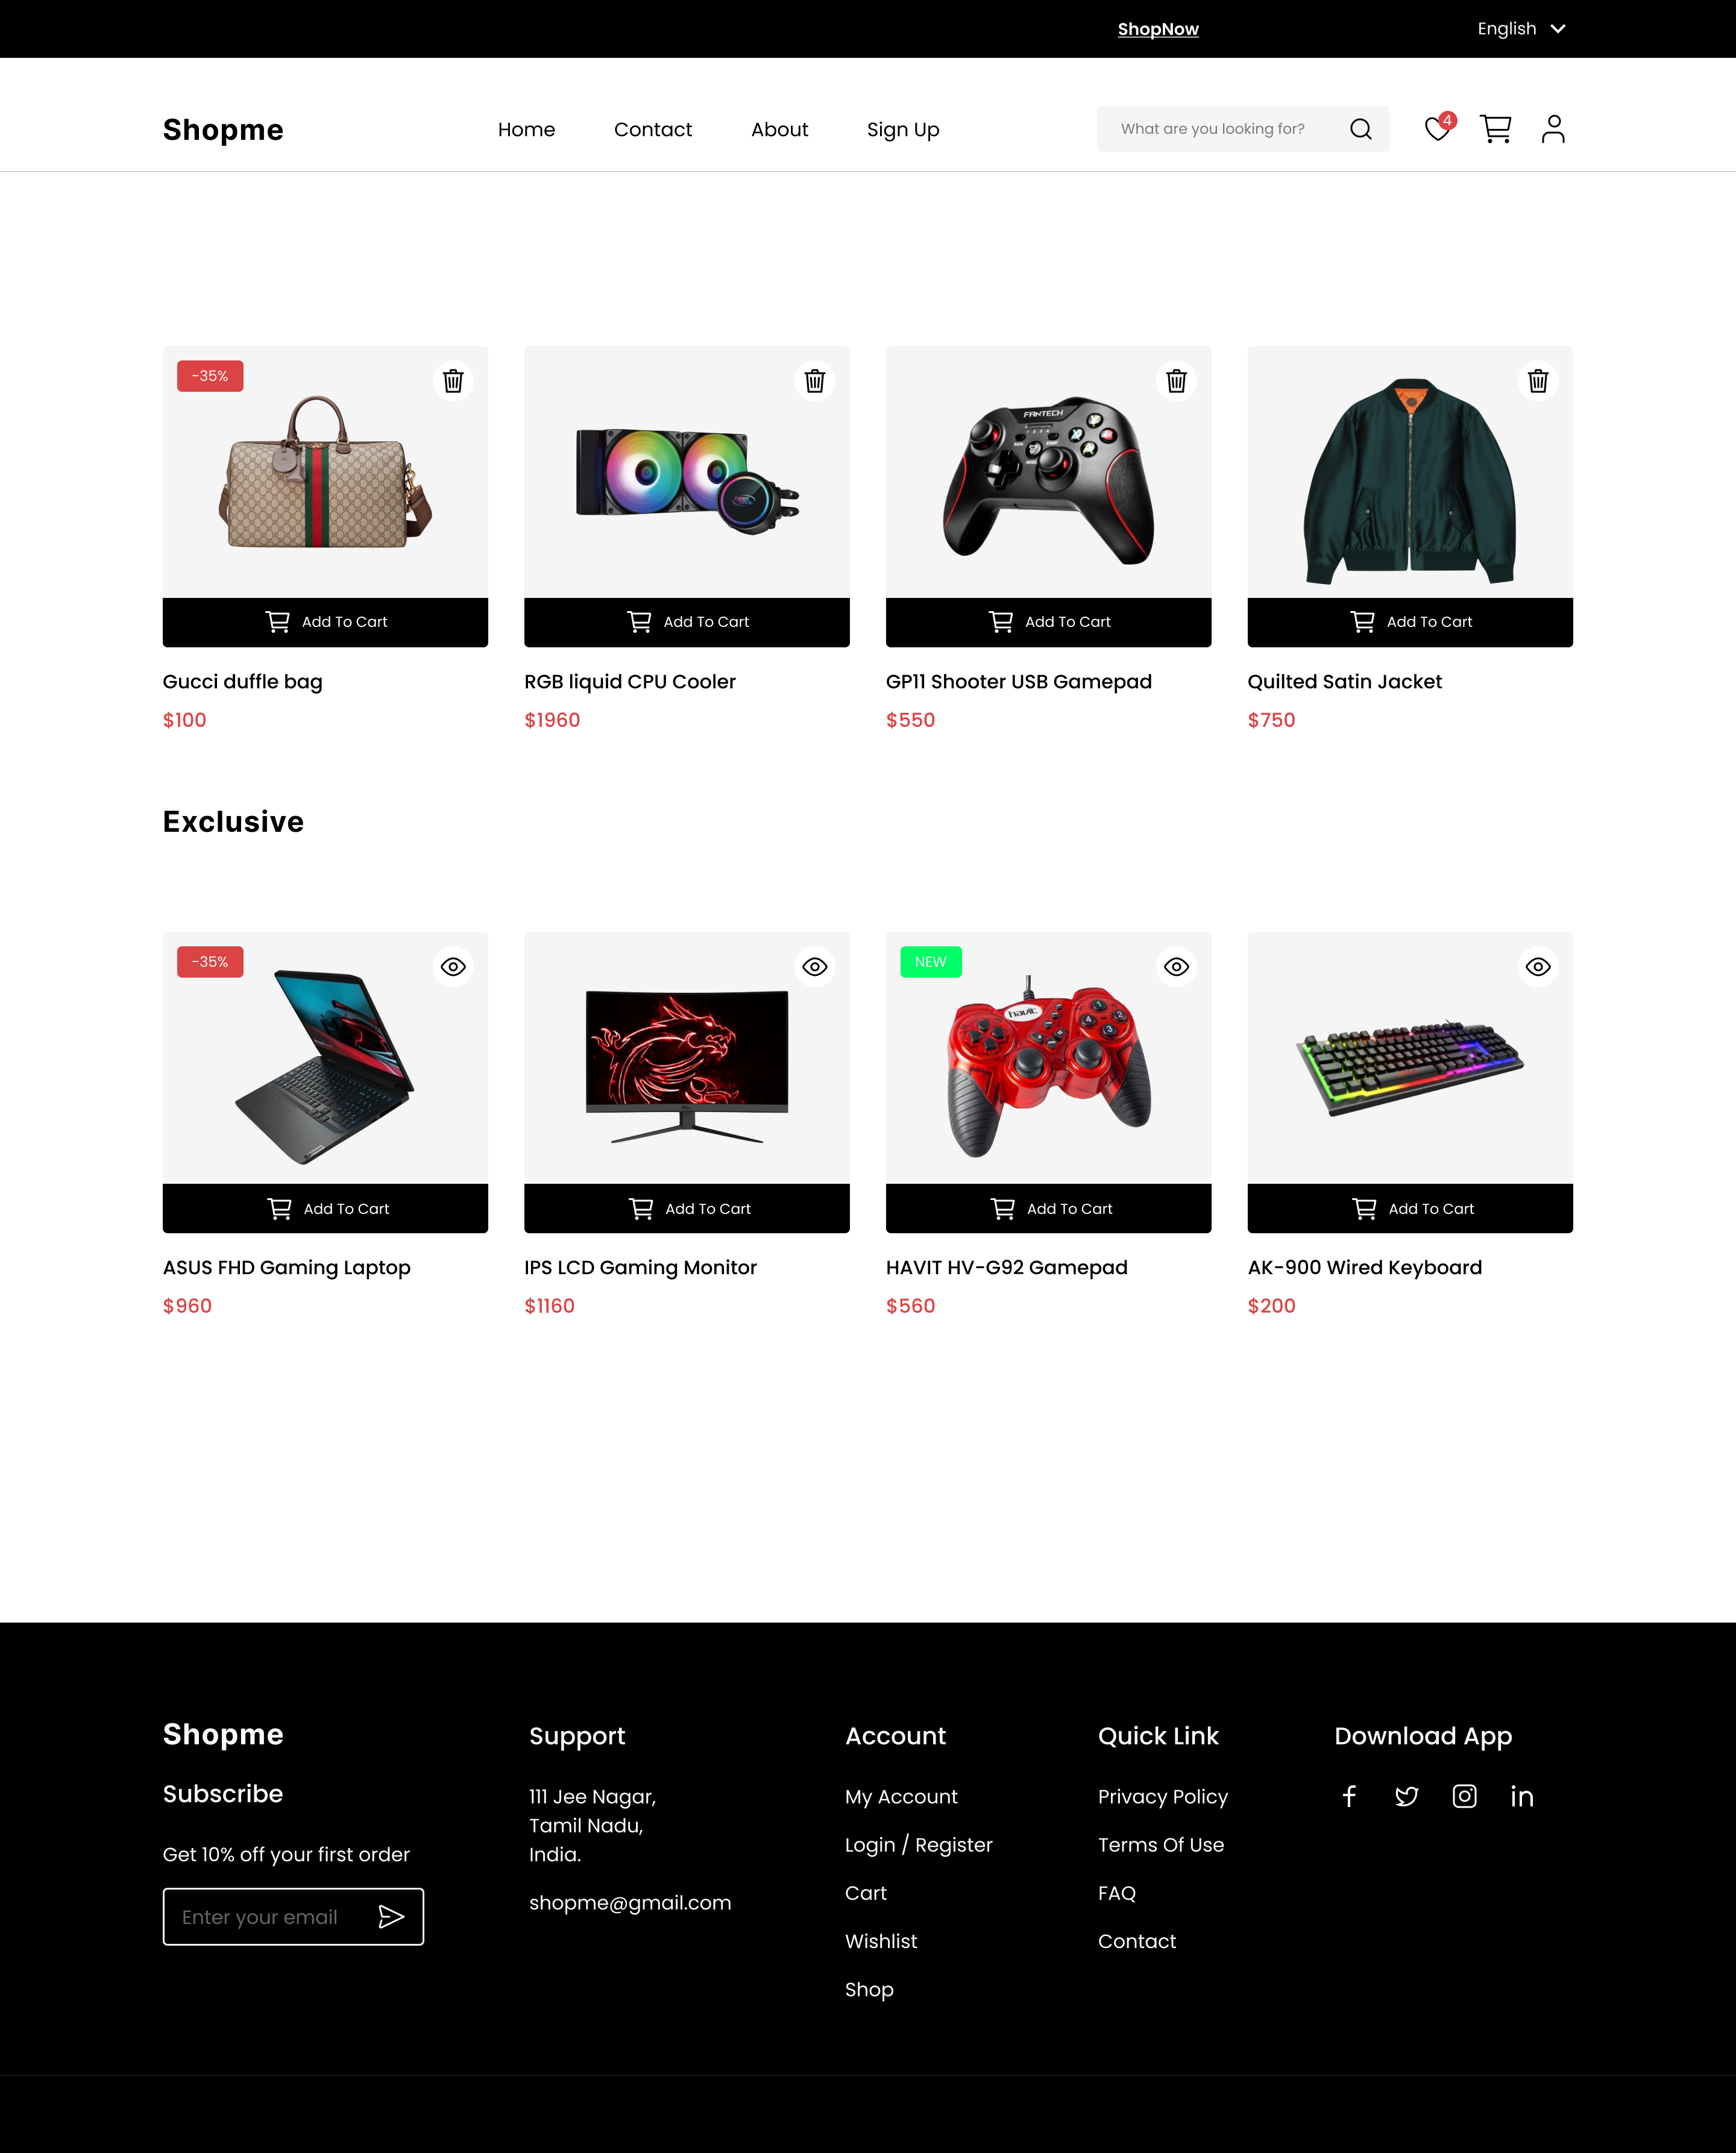 ShopNow
English
Shopme
Home
Contact
About
Sign Up
What are you looking for?
4
-35%
FANTECH
Add To Cart
Add To Cart
Add To Cart
Add To Cart
Gucci duffle bag
RGB liquid CPU Cooler
GP11 Shooter USB Gamepad
Quilted Satin Jacket
$100
$1960
$550
$750
Exclusive
-35%
NEW
havit
1
2
3
4
Add To Cart
Add To Cart
Add To Cart
Add To Cart
ASUS FHD Gaming Laptop
IPS LCD Gaming Monitor
HAVIT HV-G92 Gamepad
AK-900 Wired Keyboard
$960
$1160
$560
$200
Shopme
Subscribe
Get 10% off your first order
Enter your email
Support
111 Jee Nagar,
Tamil Nadu,
India.
shopme@gmail.com
Account
My Account
Login / Register
Cart
Wishlist
Shop
Quick Link
Privacy Policy
Terms Of Use
FAQ
Contact
Download App